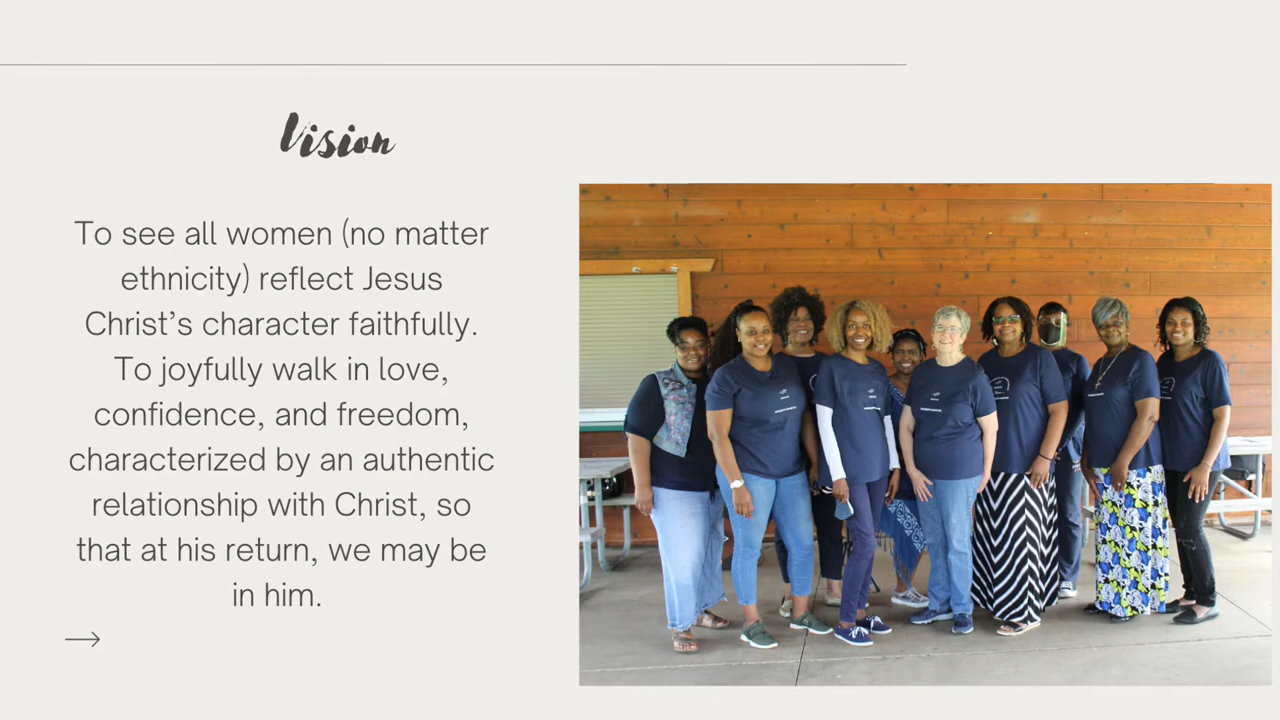 Vision
To see all women (no matter
ethnicity) reflect Jesus
Christ’s character faithfully.
To joyfully walk in love,
confidence, and freedom,
characterized by an authentic
relationship with Christ, so
that at his return, we may be
in him.